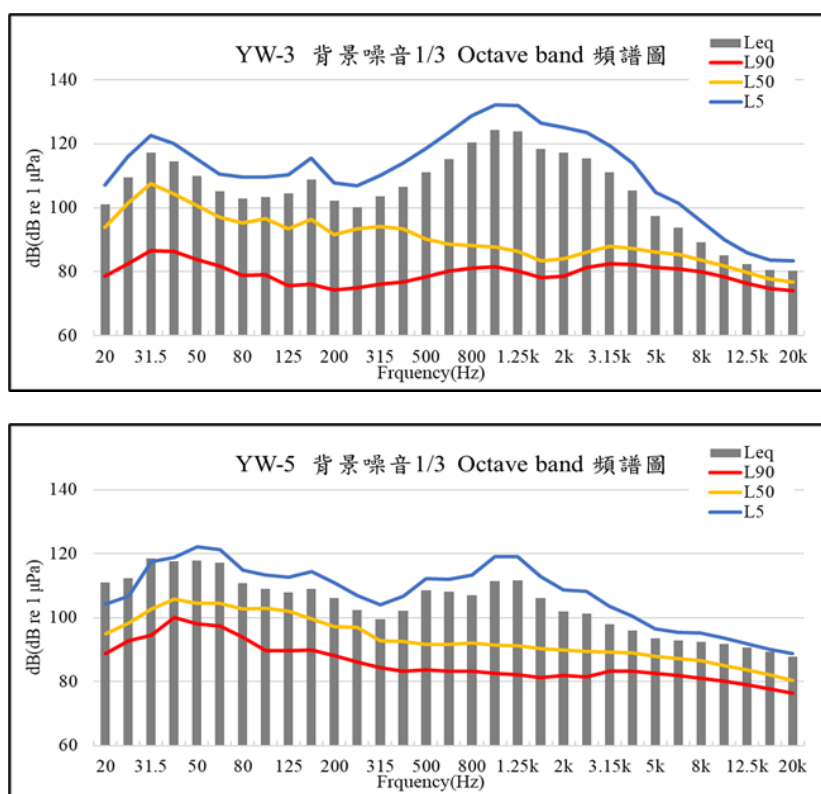 YW-3 背景噪音1/3 Octave band 頻譜圖
Leq
L90
L50
L5
dB(dB re 1 μPa)
140
120
100
80
60
20 31.5 50 80 125 200 315 500 800 1.25k 2k 3.15k 5k 8k 12.5k 20k
Frquency(Hz)
YW-5 背景噪音1/3 Octave band 頻譜圖
Leq
L90
L50
L5
dB(dB re 1 μPa)
140
120
100
80
60
20 31.5 50 80 125 200 315 500 800 1.25k 2k 3.15k 5k 8k 12.5k 20k
Frquency(Hz)